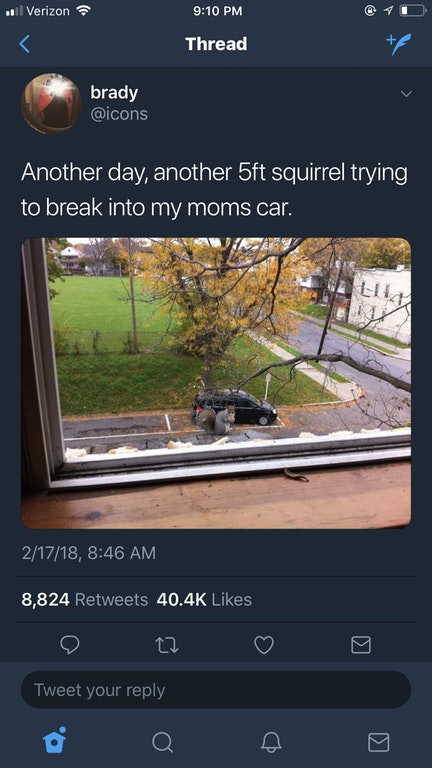 Verizon 9:10 PM
Thread
brady
@icons
Another day, another 5ft squirrel trying
to break into my moms car.
2/17/18, 8:46 AM
8,824 Retweets 40.4K Likes
Tweet your reply